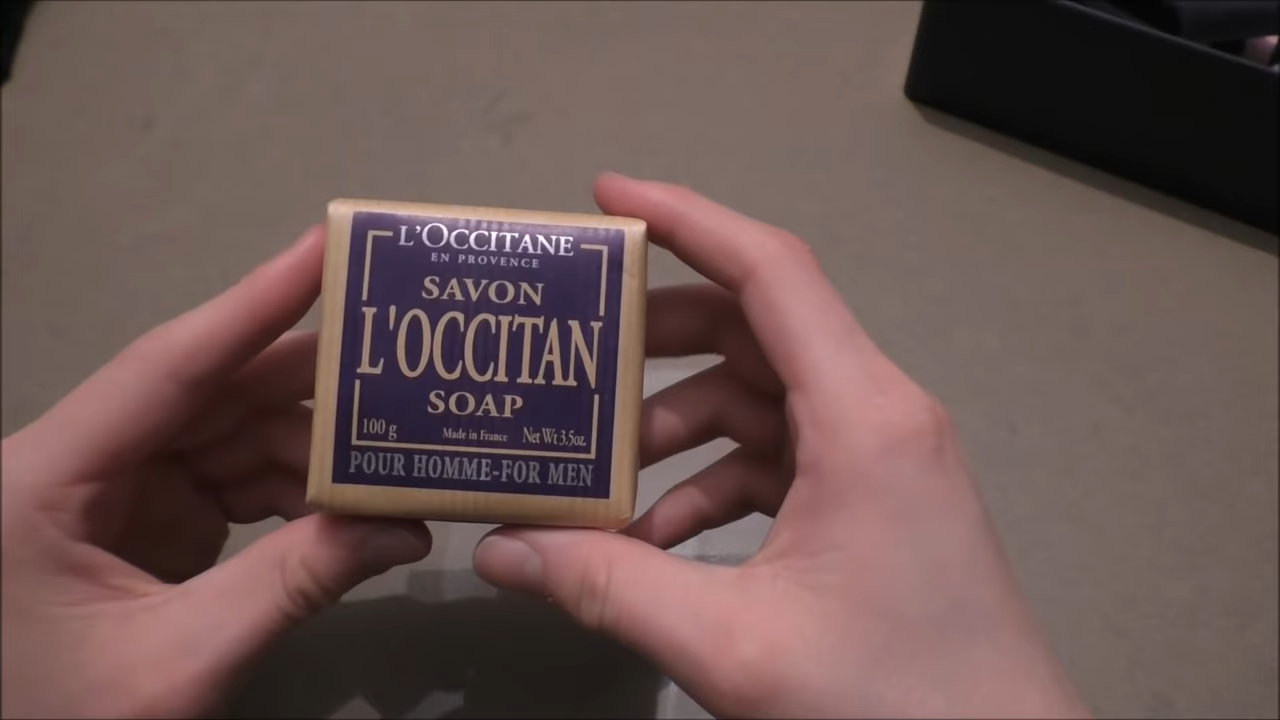 L'OCCITANE
EN PROVENCE
SAVON
L'OCCITAN
SOAP
100 g Made in France Net Wt 3.5oz.
POUR HOMME-FOR MEN